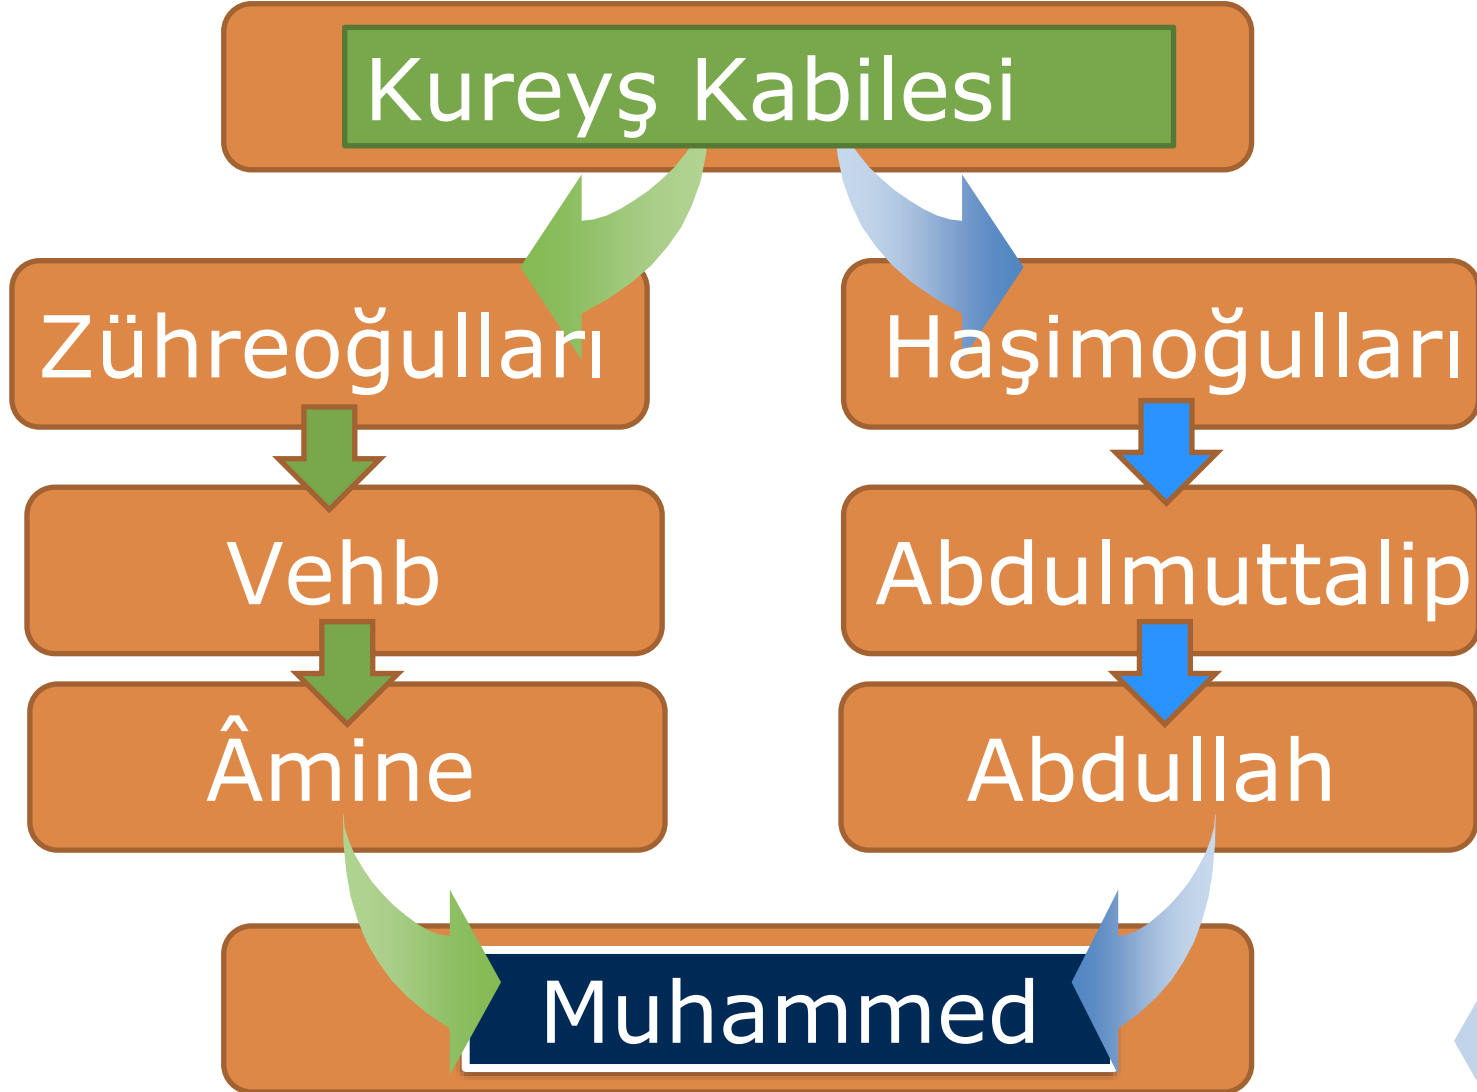 Kureyş Kabilesi
Zühreoğulları
Haşimoğulları
Vehb
Abdulmuttalip
Âmine
Abdullah
Muhammed